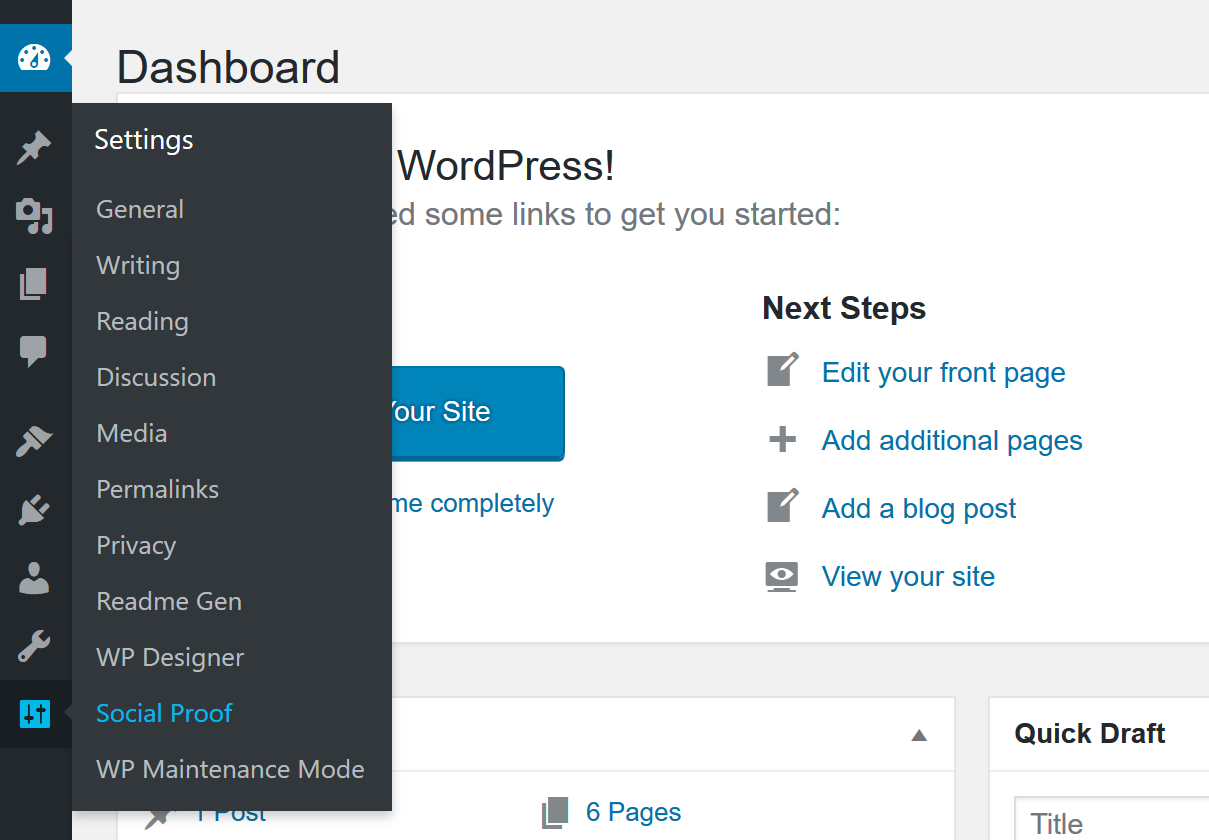 Dashboard
Settings
General
Writing
Reading
Discussion
Media
Permalinks
Privacy
Readme Gen
WP Designer
Social Proof
WP Maintenance Mode
WordPress!
some links to get you started:
Your Site
completely
Next Steps
Edit your front page
Add additional pages
Add a blog post
View your site
1 Post
6 Pages
Quick Draft
Title